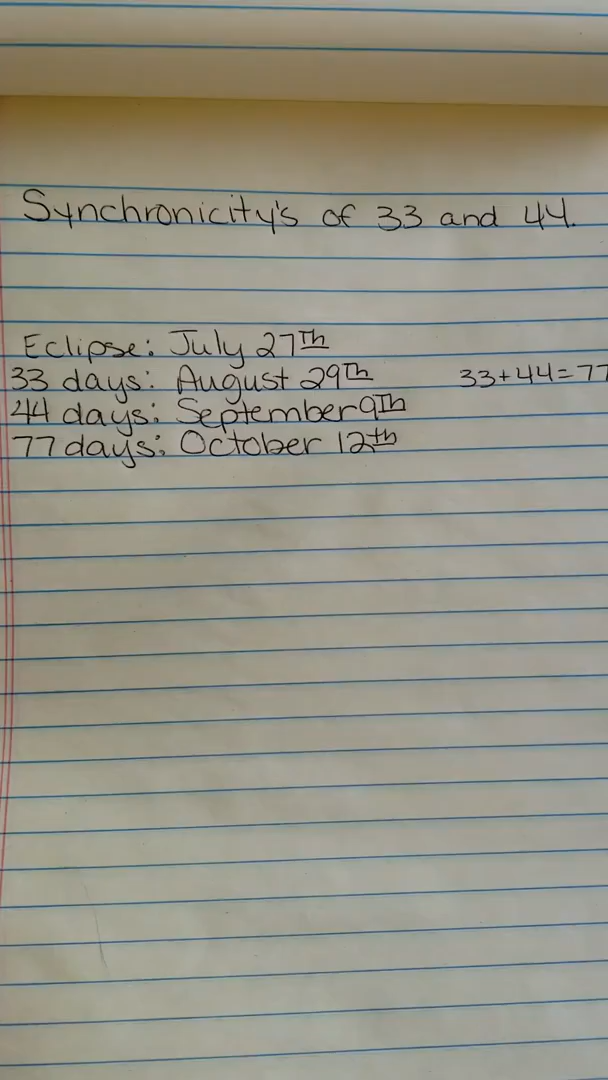 Synchronicity's of 33 and 44.
Eclipse: July 27Th
33 days: August 29Th 33+44=77
44 days: September 9Th
77 days: October 12th